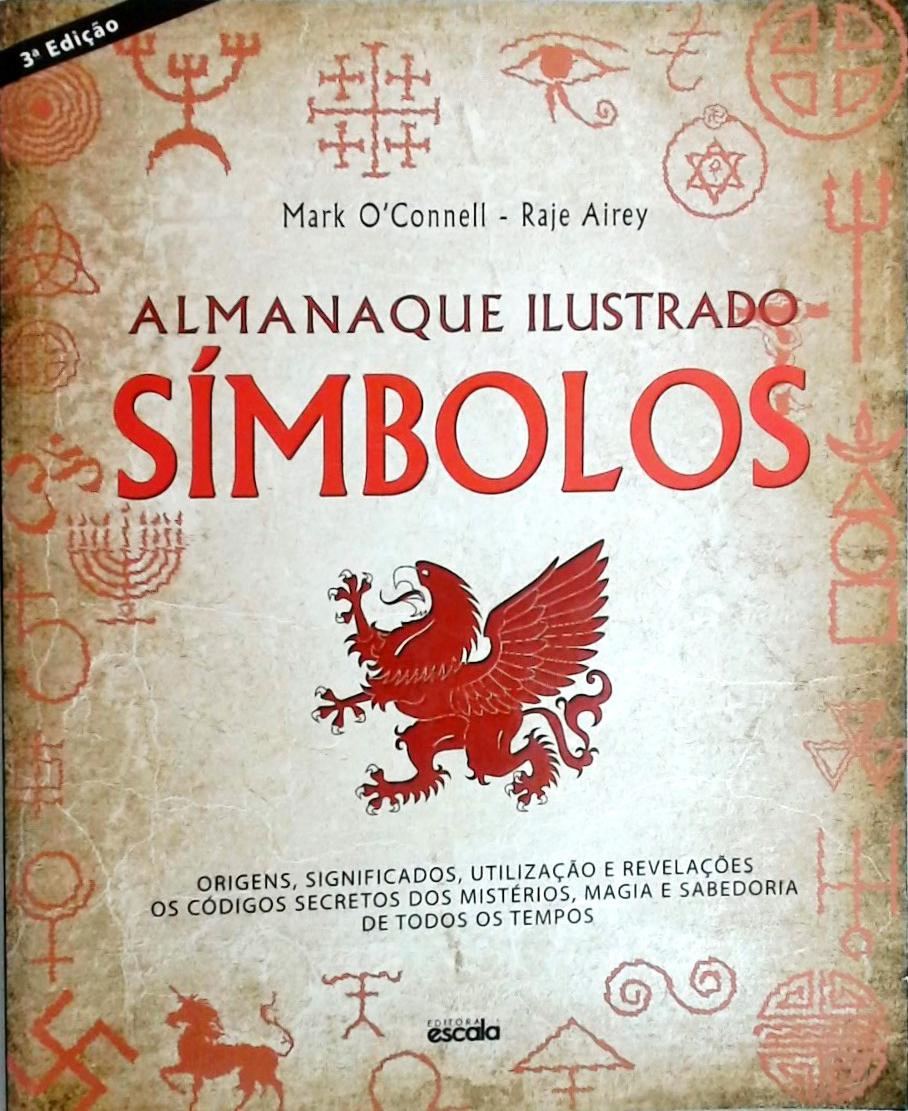 3ª Edição
Mark O'Connell - Raje Airey
ALMANAQUE ILUSTRADO
SÍMBOLOS
ORIGENS, SIGNIFICADOS, UTILIZAÇÃO E REVELAÇÕES
OS CÓDIGOS SECRETOS DOS MISTÉRIOS, MAGIA E SABEDORIA
DE TODOS OS TEMPOS
EDITORA
escala